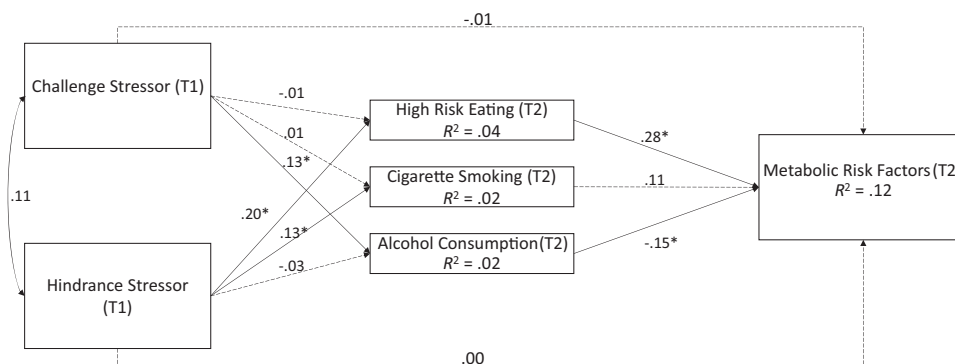 -.01
Challenge Stressor (T1)
-.01
High Risk Eating (T2)
R² = .04
.01
.28*
.13*
Cigarette Smoking (T2)
R² = .02
.11
Metabolic Risk Factors (T2
R² = .12
.11
.20*
.13*
Alcohol Consumption(T2)
R² = .02
-.15*
-.03
Hindrance Stressor
(T1)
.00